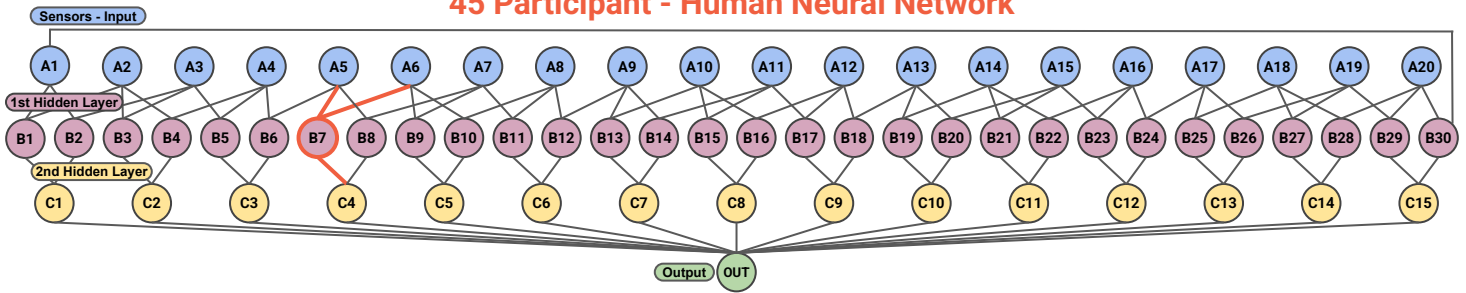 45 Participant - Human Neural Network
Sensors - Input
A1 A2 A3 A4 A5 A6 A7 A8 A9 A10 A11 A12 A13 A14 A15 A16 A17 A18 A19 A20
1st Hidden Layer
B1 B2 B3 B4 B5 B6 B7 B8 B9 B10 B11 B12 B13 B14 B15 B16 B17 B18 B19 B20 B21 B22 B23 B24 B25 B26 B27 B28 B29 B30
2nd Hidden Layer
C1 C2 C3 C4 C5 C6 C7 C8 C9 C10 C11 C12 C13 C14 C15
Output OUT